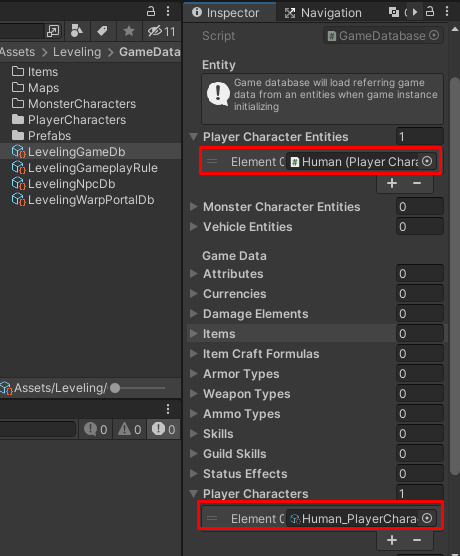 Inspector
Navigation
11
Script
GameDatabase
Assets
Leveling
GameData
Entity
Items
Maps
MonsterCharacters
PlayerCharacters
Prefabs
LevelingGameDb
LevelingGameplayRule
LevelingNpcDb
LevelingWarpPortalDb
Game database will load referring game
data from an entities when game instance
initializing
Player Character Entities 1
Element Human (Player Chara
+ −
Monster Character Entities 0
Vehicle Entities 0
Game Data
Attributes 0
Currencies 0
Damage Elements 0
Items 0
Item Craft Formulas 0
Armor Types 0
Weapon Types 0
Ammo Types 0
Skills 0
Guild Skills 0
Status Effects 0
Player Characters 1
Element Human_PlayerChara
+ −
Assets/Leveling/
0 0 0